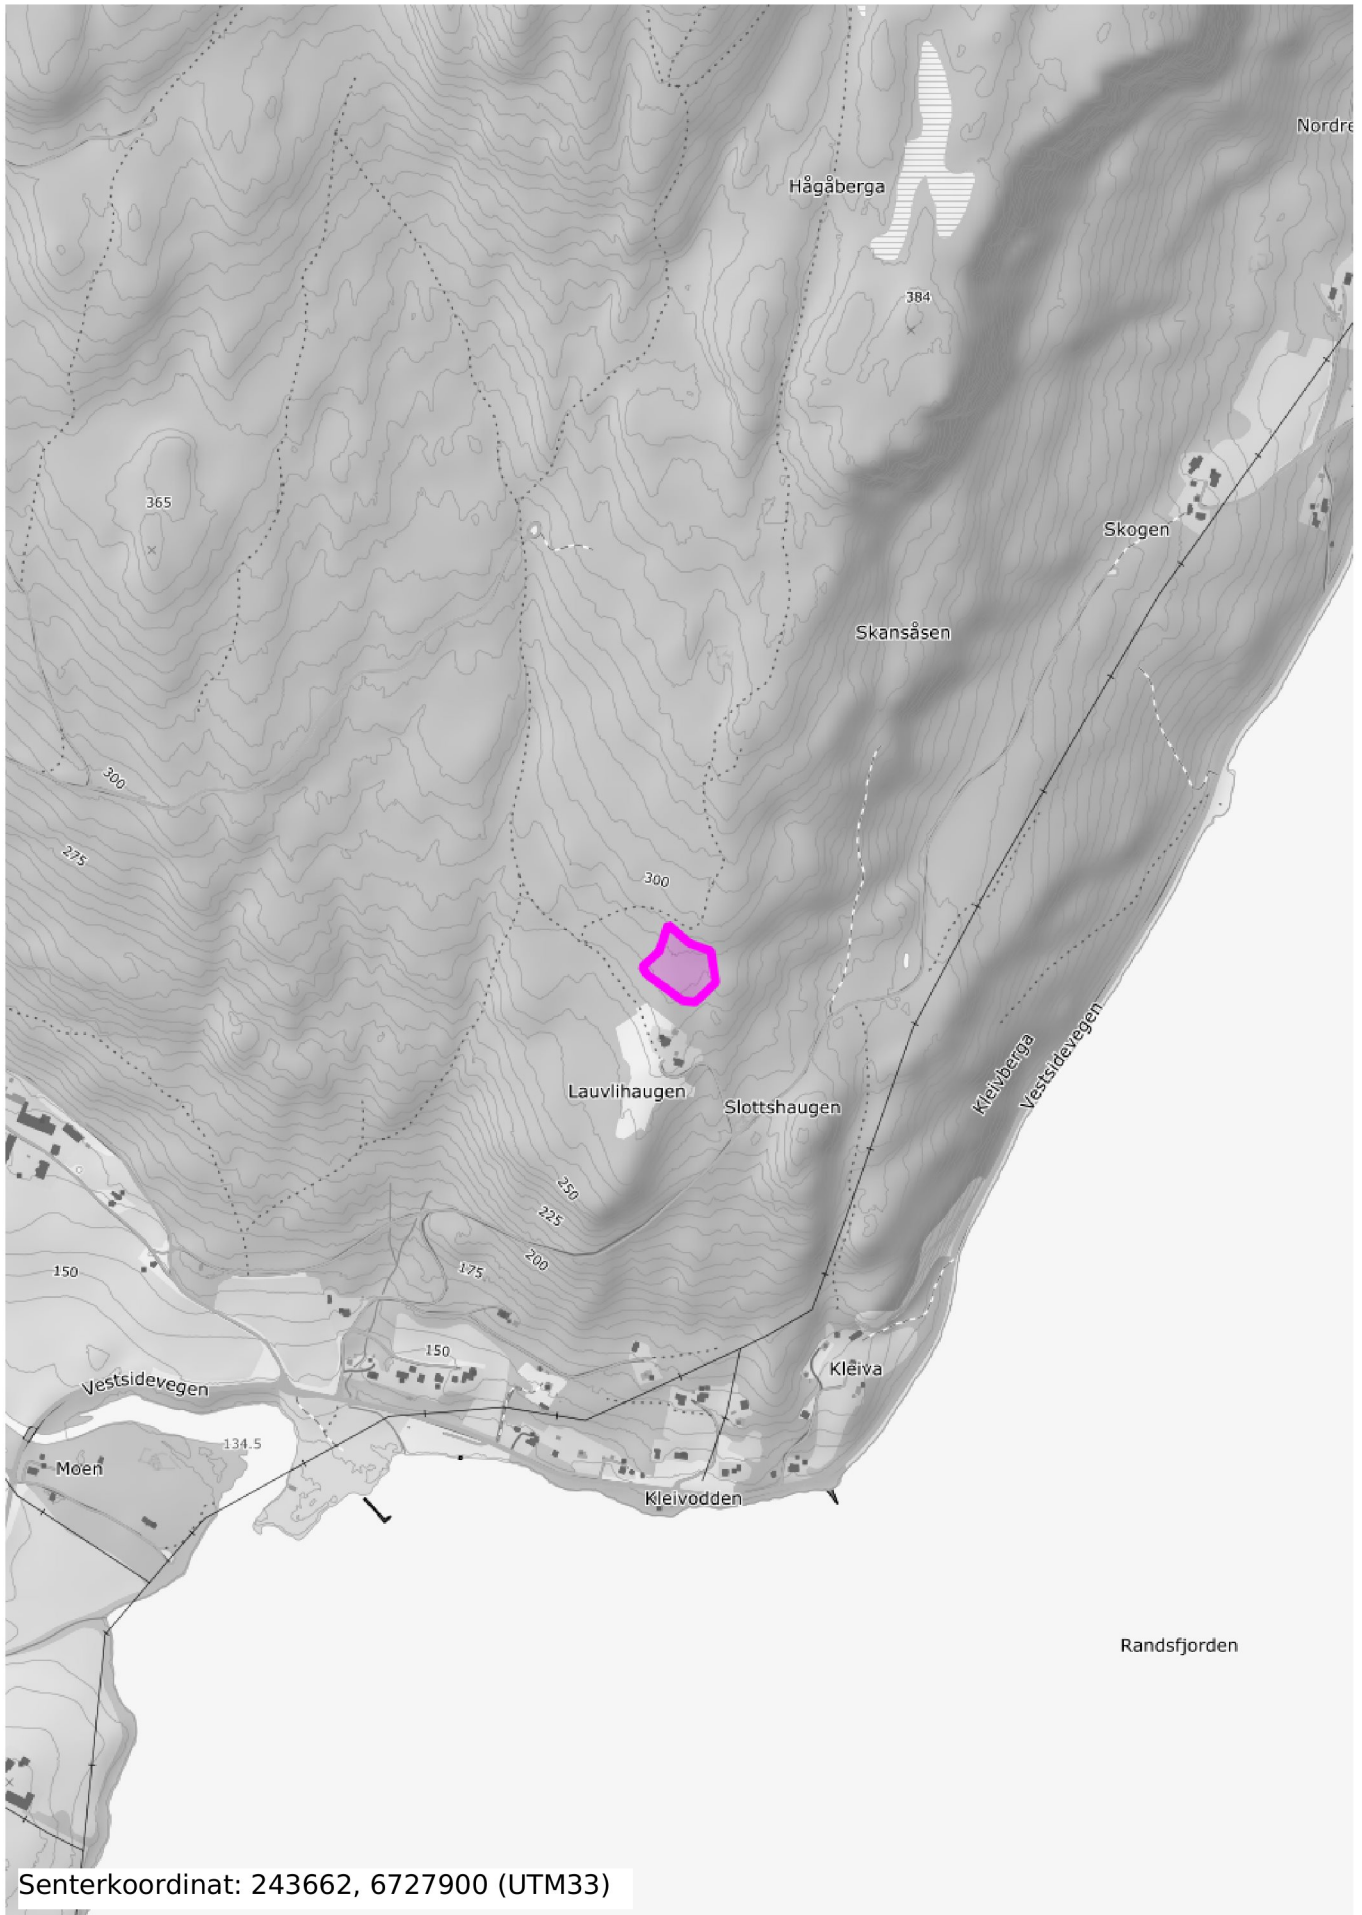 Nordre
Hågåberga
384
365
Skogen
Skansåsen
300
275
300
Kleivberga
Vestsidevegen
Lauvlihaugen
Slottshaugen
250
225
200
175
150
150
Kleiva
Vestsidevegen
134.5
Moen
Kleivodden
Randsfjorden
Senterkoordinat: 243662, 6727900 (UTM33)